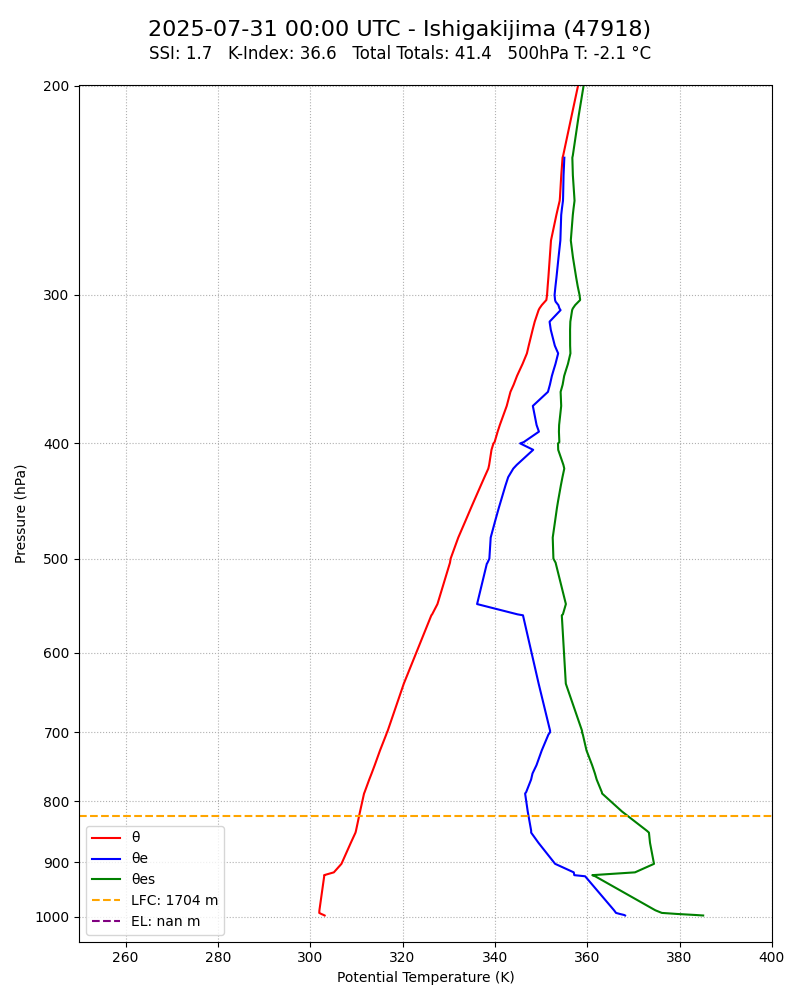 2025-07-31 00:00 UTC - Ishigakijima (47918)
SSI: 1.7   K-Index: 36.6   Total Totals: 41.4   500hPa T: -2.1 °C
200
300
400
500
600
700
800
900
1000
Pressure (hPa)
θ
θe
θes
LFC: 1704 m
EL: nan m
260 280 300 320 340 360 380 400
Potential Temperature (K)